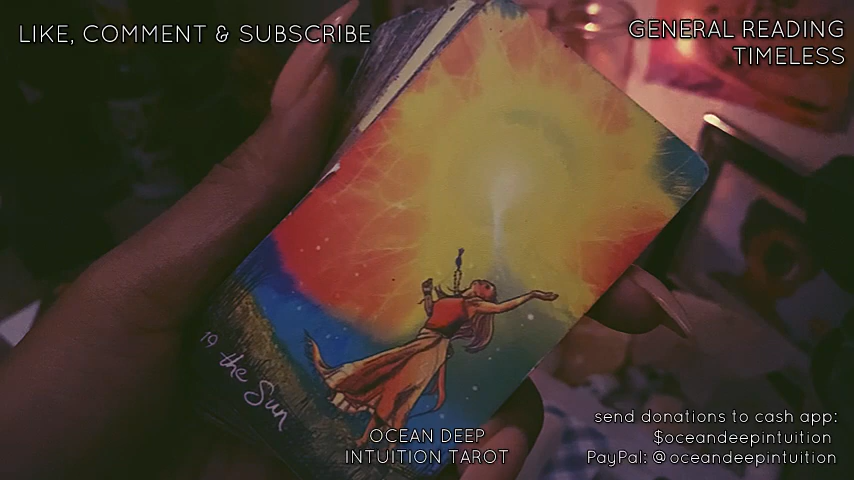 LIKE, COMMENT & SUBSCRIBE
GENERAL READING
TIMELESS
19 the Sun
OCEAN DEEP
INTUITION TAROT
send donations to cash app:
$oceandeepintuition
PayPal: @oceandeepintuition